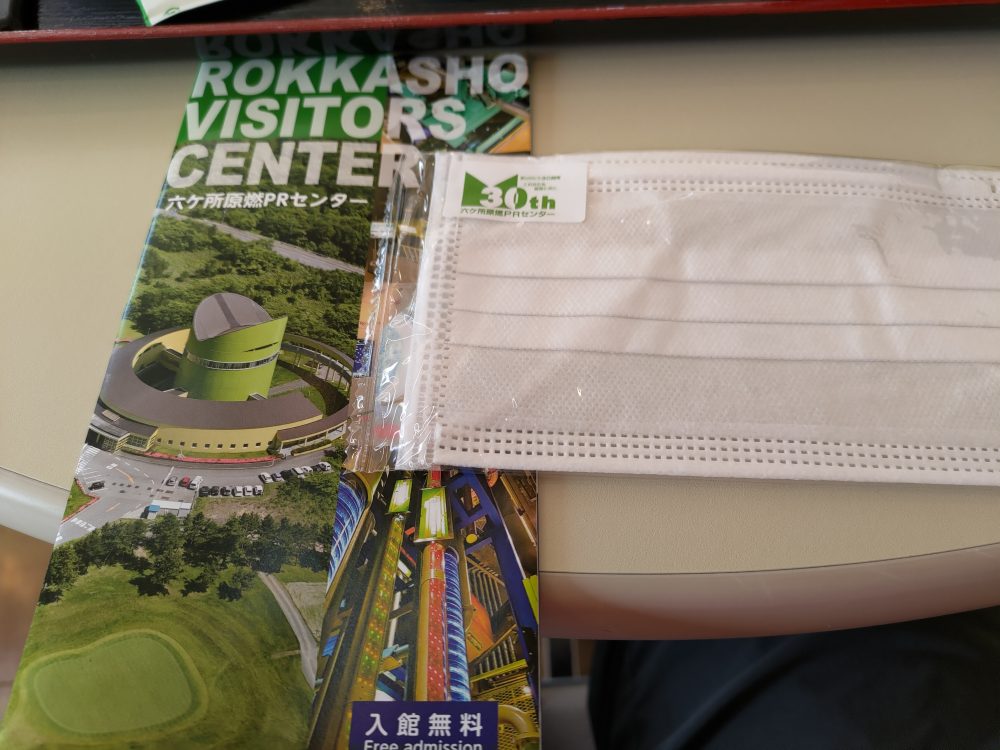 ROKKASHO
VISITORS
CENTER
六ケ所原燃PRセンター
30th
六ケ所原燃PRセンター
入館無料
Free admission